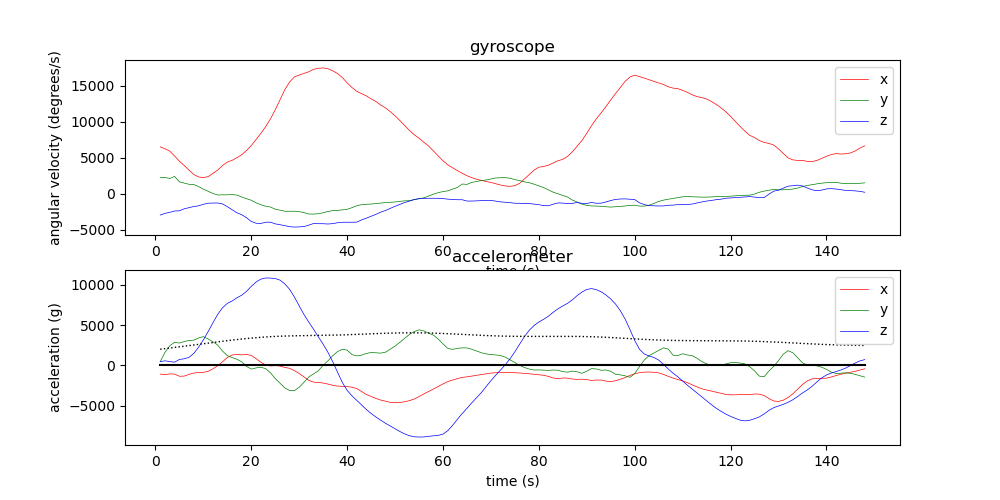 gyroscope
angular velocity (degrees/s)
15000
10000
5000
0
−5000
x
y
z
0 20 40 60 80 100 120 140
time (s)
accelerometer
acceleration (g)
10000
5000
0
−5000
x
y
z
0 20 40 60 80 100 120 140
time (s)